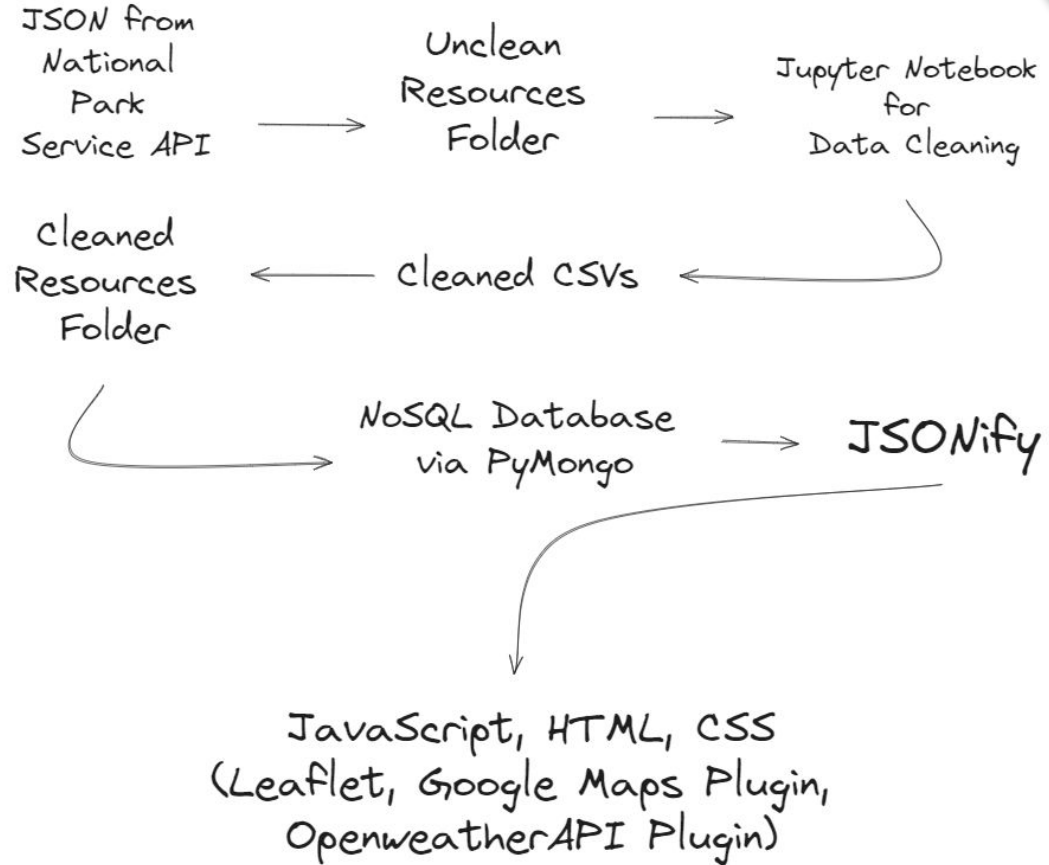 JSON from
National
Park
Service API
Unclean
Resources
Folder
Jupyter Notebook
for
Data Cleaning
Cleaned
Resources
Folder
Cleaned CSVs
NoSQL Database
via PyMongo
JSONify
JavaScript, HTML, CSS
(Leaflet, Google Maps Plugin,
OpenweatherAPI Plugin)